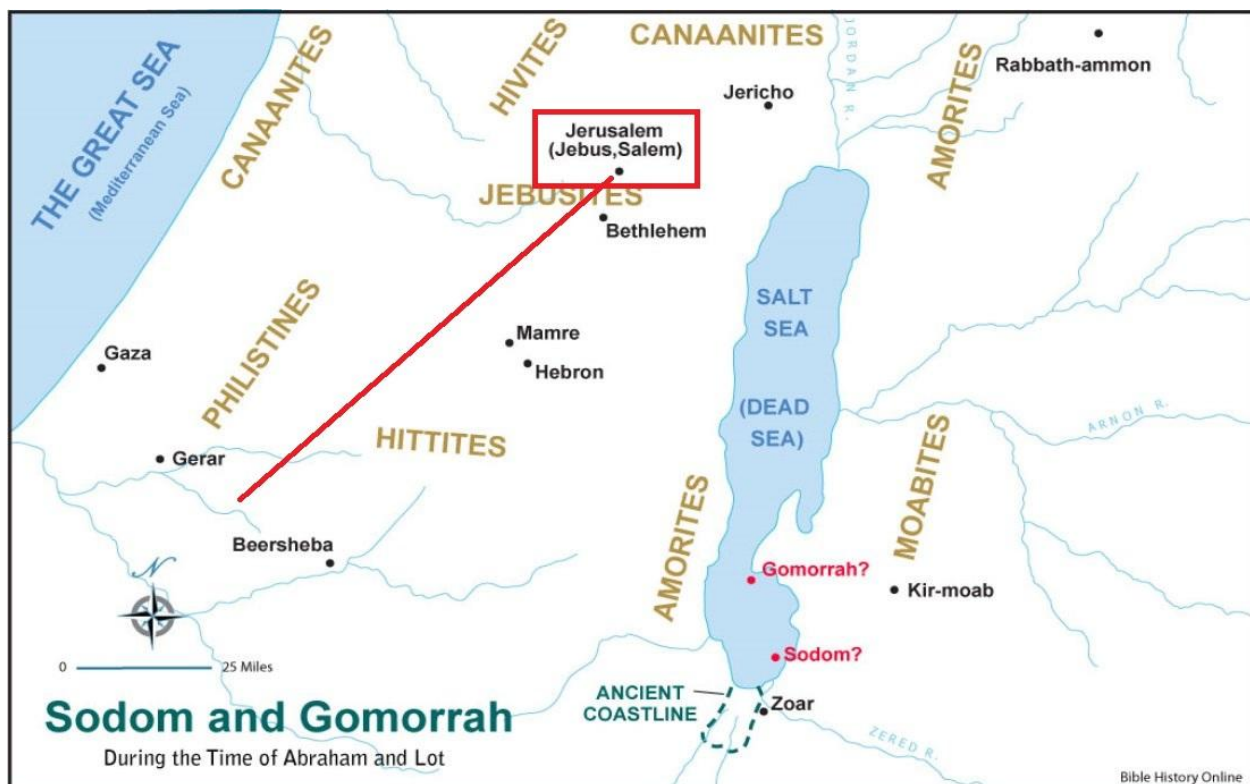 THE GREAT SEA
(Mediterranean Sea)
CANAANITES
HIVITES
CANAANITES
JORDAN R.
AMORITES
Rabbath-ammon
Jericho
Jerusalem
(Jebus,Salem)
JEBUSITES
Bethlehem
SALT
SEA
(DEAD
SEA)
Mamre
Hebron
Gaza
PHILISTINES
HITTITES
Gerar
ARNON R.
MOABITES
AMORITES
Beersheba
Gomorrah?
Kir-moab
N
Sodom?
0
25 Miles
ANCIENT
COASTLINE
Zoar
ZERED R.
Sodom and Gomorrah
During the Time of Abraham and Lot
Bible History Online